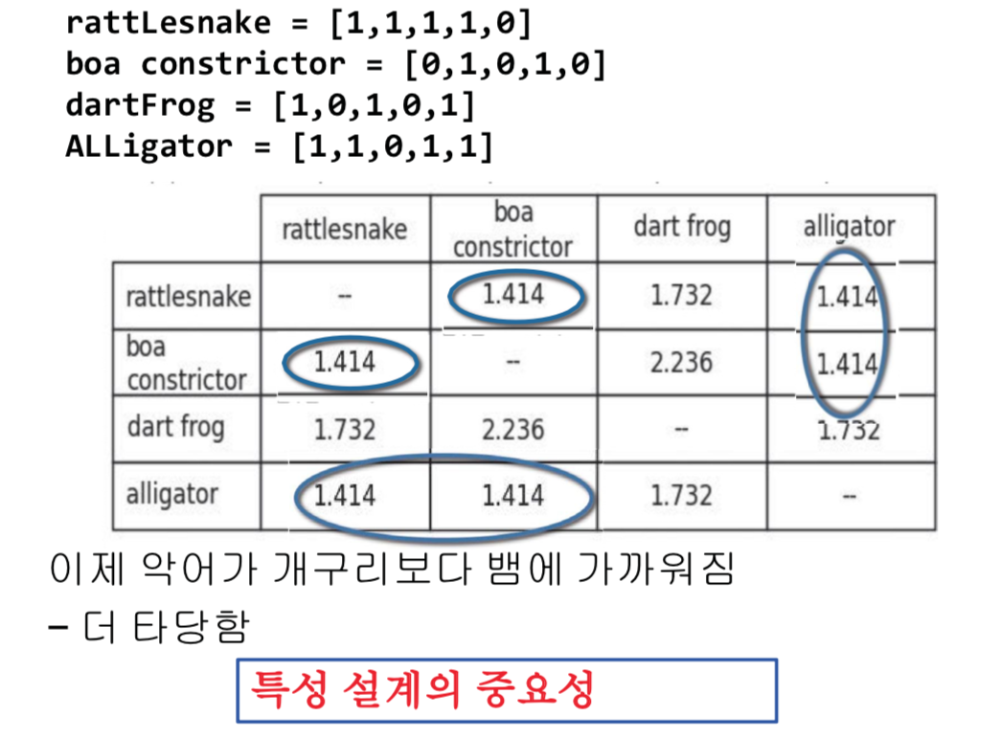 rattLesnake = [1,1,1,1,0]
boa constrictor = [0,1,0,1,0]
dartFrog = [1,0,1,0,1]
ALLigator = [1,1,0,1,1]
rattlesnake boa constrictor dart frog alligator
rattlesnake -- 1.414 1.732 1.414
boa constrictor 1.414 -- 2.236 1.414
dart frog 1.732 2.236 -- 1.732
alligator 1.414 1.414 1.732 --
이제 악어가 개구리보다 뱀에 가까워짐
– 더 타당함
특성 설계의 중요성